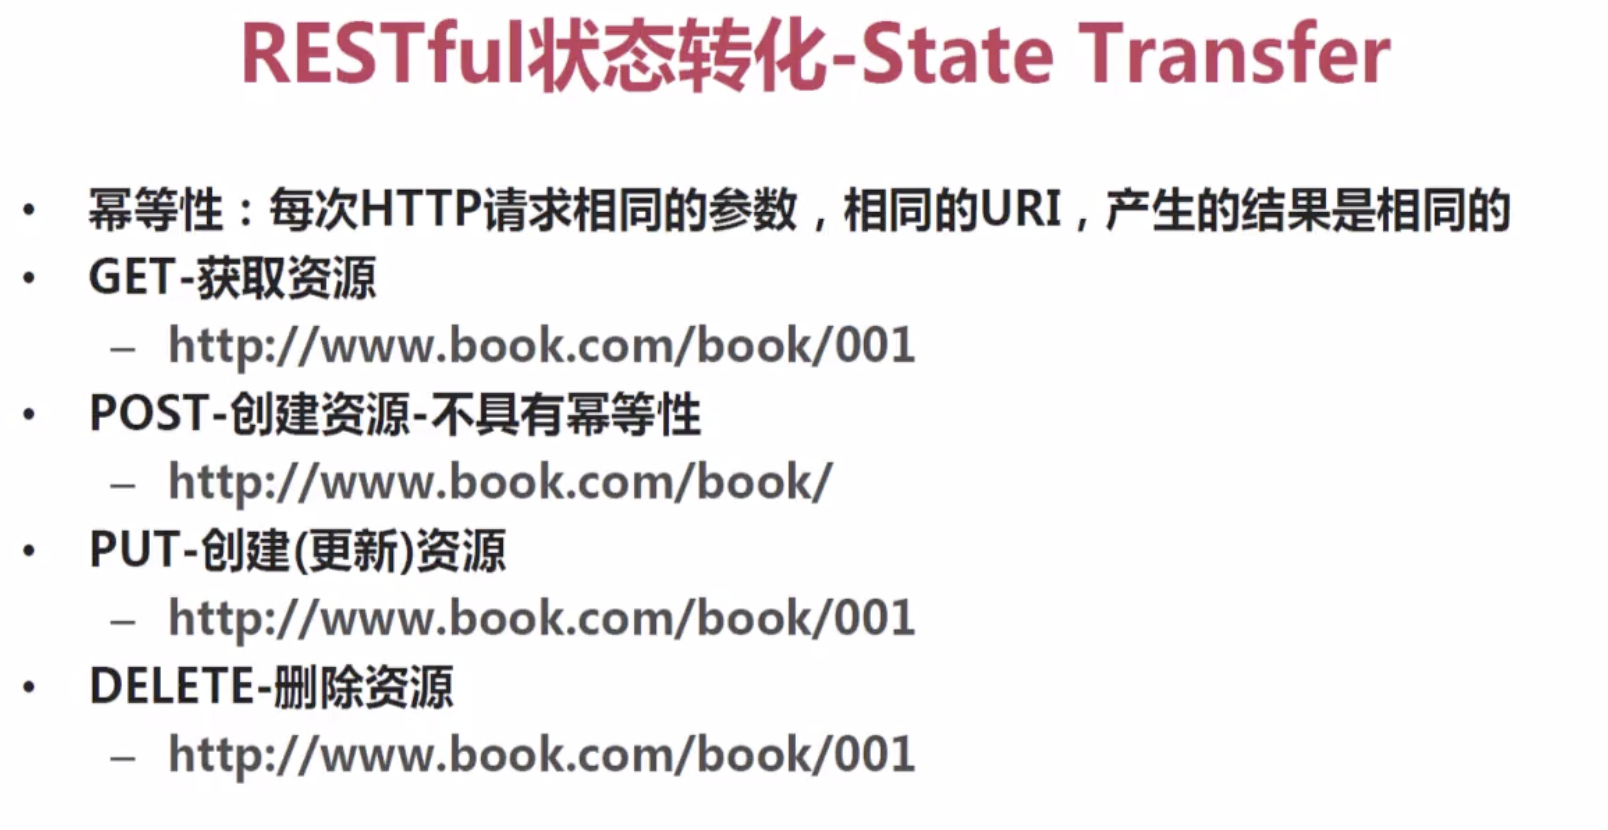 RESTful状态转化-State Transfer
• 幂等性：每次HTTP请求相同的参数，相同的URI，产生的结果是相同的
• GET-获取资源
– http://www.book.com/book/001
• POST-创建资源-不具有幂等性
– http://www.book.com/book/
• PUT-创建(更新)资源
– http://www.book.com/book/001
• DELETE-删除资源
– http://www.book.com/book/001